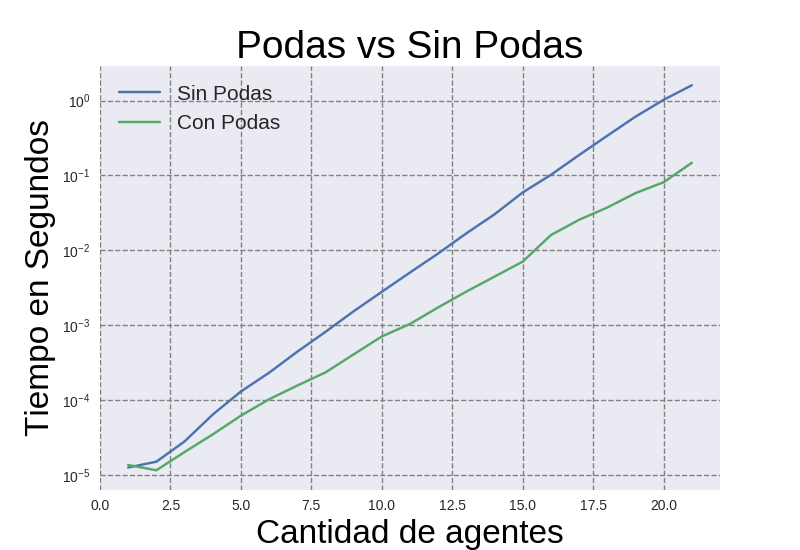 Podas vs Sin Podas
Sin Podas
Con Podas
Tiempo en Segundos
10⁰
10⁻¹
10⁻²
10⁻³
10⁻⁴
10⁻⁵
0.0 2.5 5.0 7.5 10.0 12.5 15.0 17.5 20.0
Cantidad de agentes